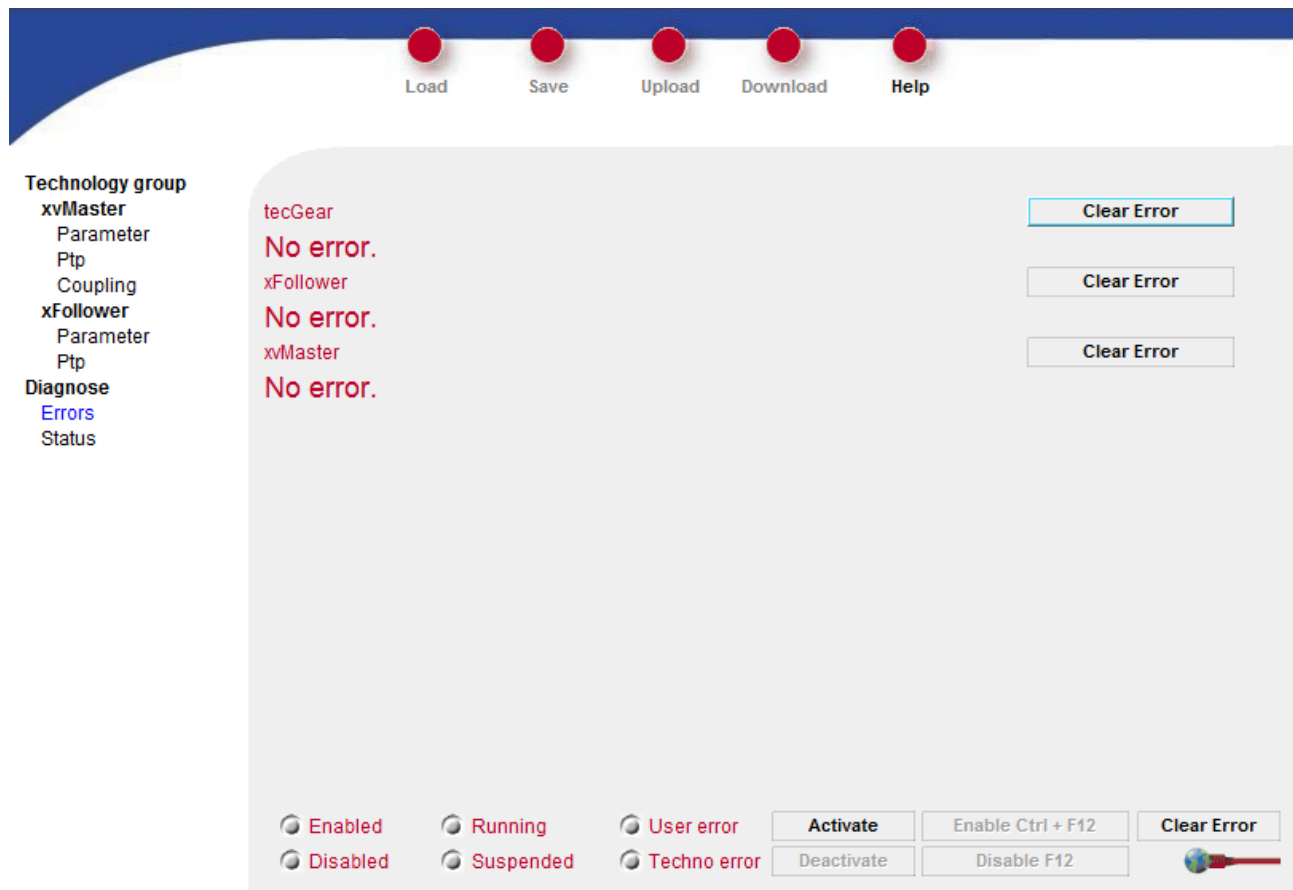 Load Save Upload Download Help
Technology group
xvMaster
Parameter
Ptp
Coupling
xFollower
Parameter
Ptp
Diagnose
Errors
Status
tecGear Clear Error
No error.
xFollower Clear Error
No error.
xvMaster Clear Error
No error.
Enabled Running User error Activate Enable Ctrl + F12 Clear Error
Disabled Suspended Techno error Deactivate Disable F12